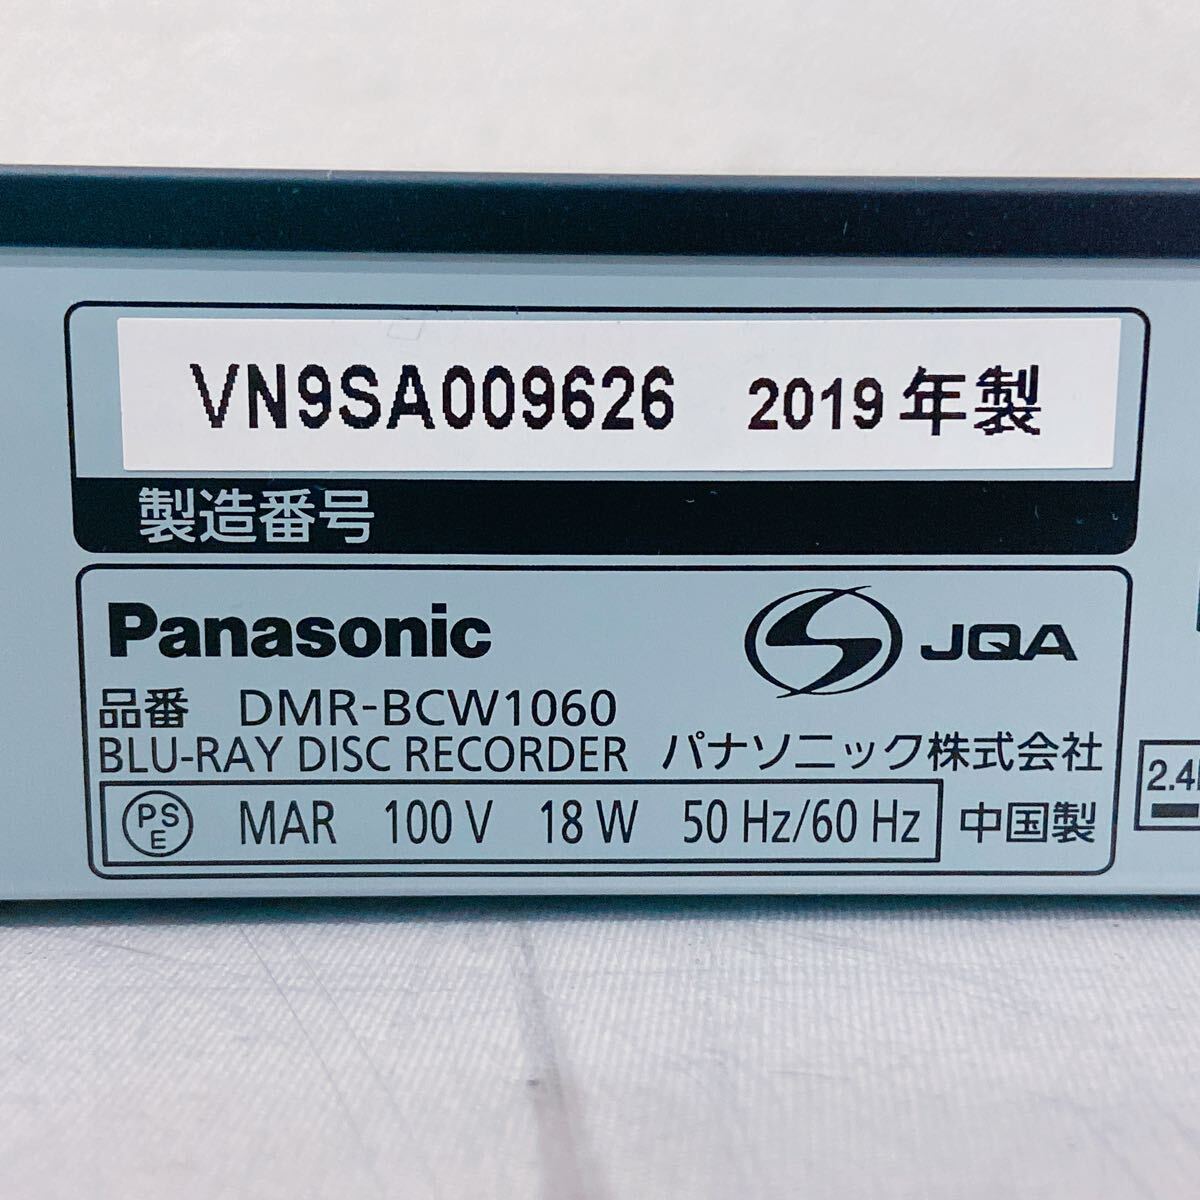 VN9SA009626 2019年製
製造番号
Panasonic JQA
品番 DMR-BCW1060
BLU-RAY DISC RECORDER パナソニック株式会社
PSE MAR 100 V 18 W 50 Hz/60 Hz 中国製
2.4